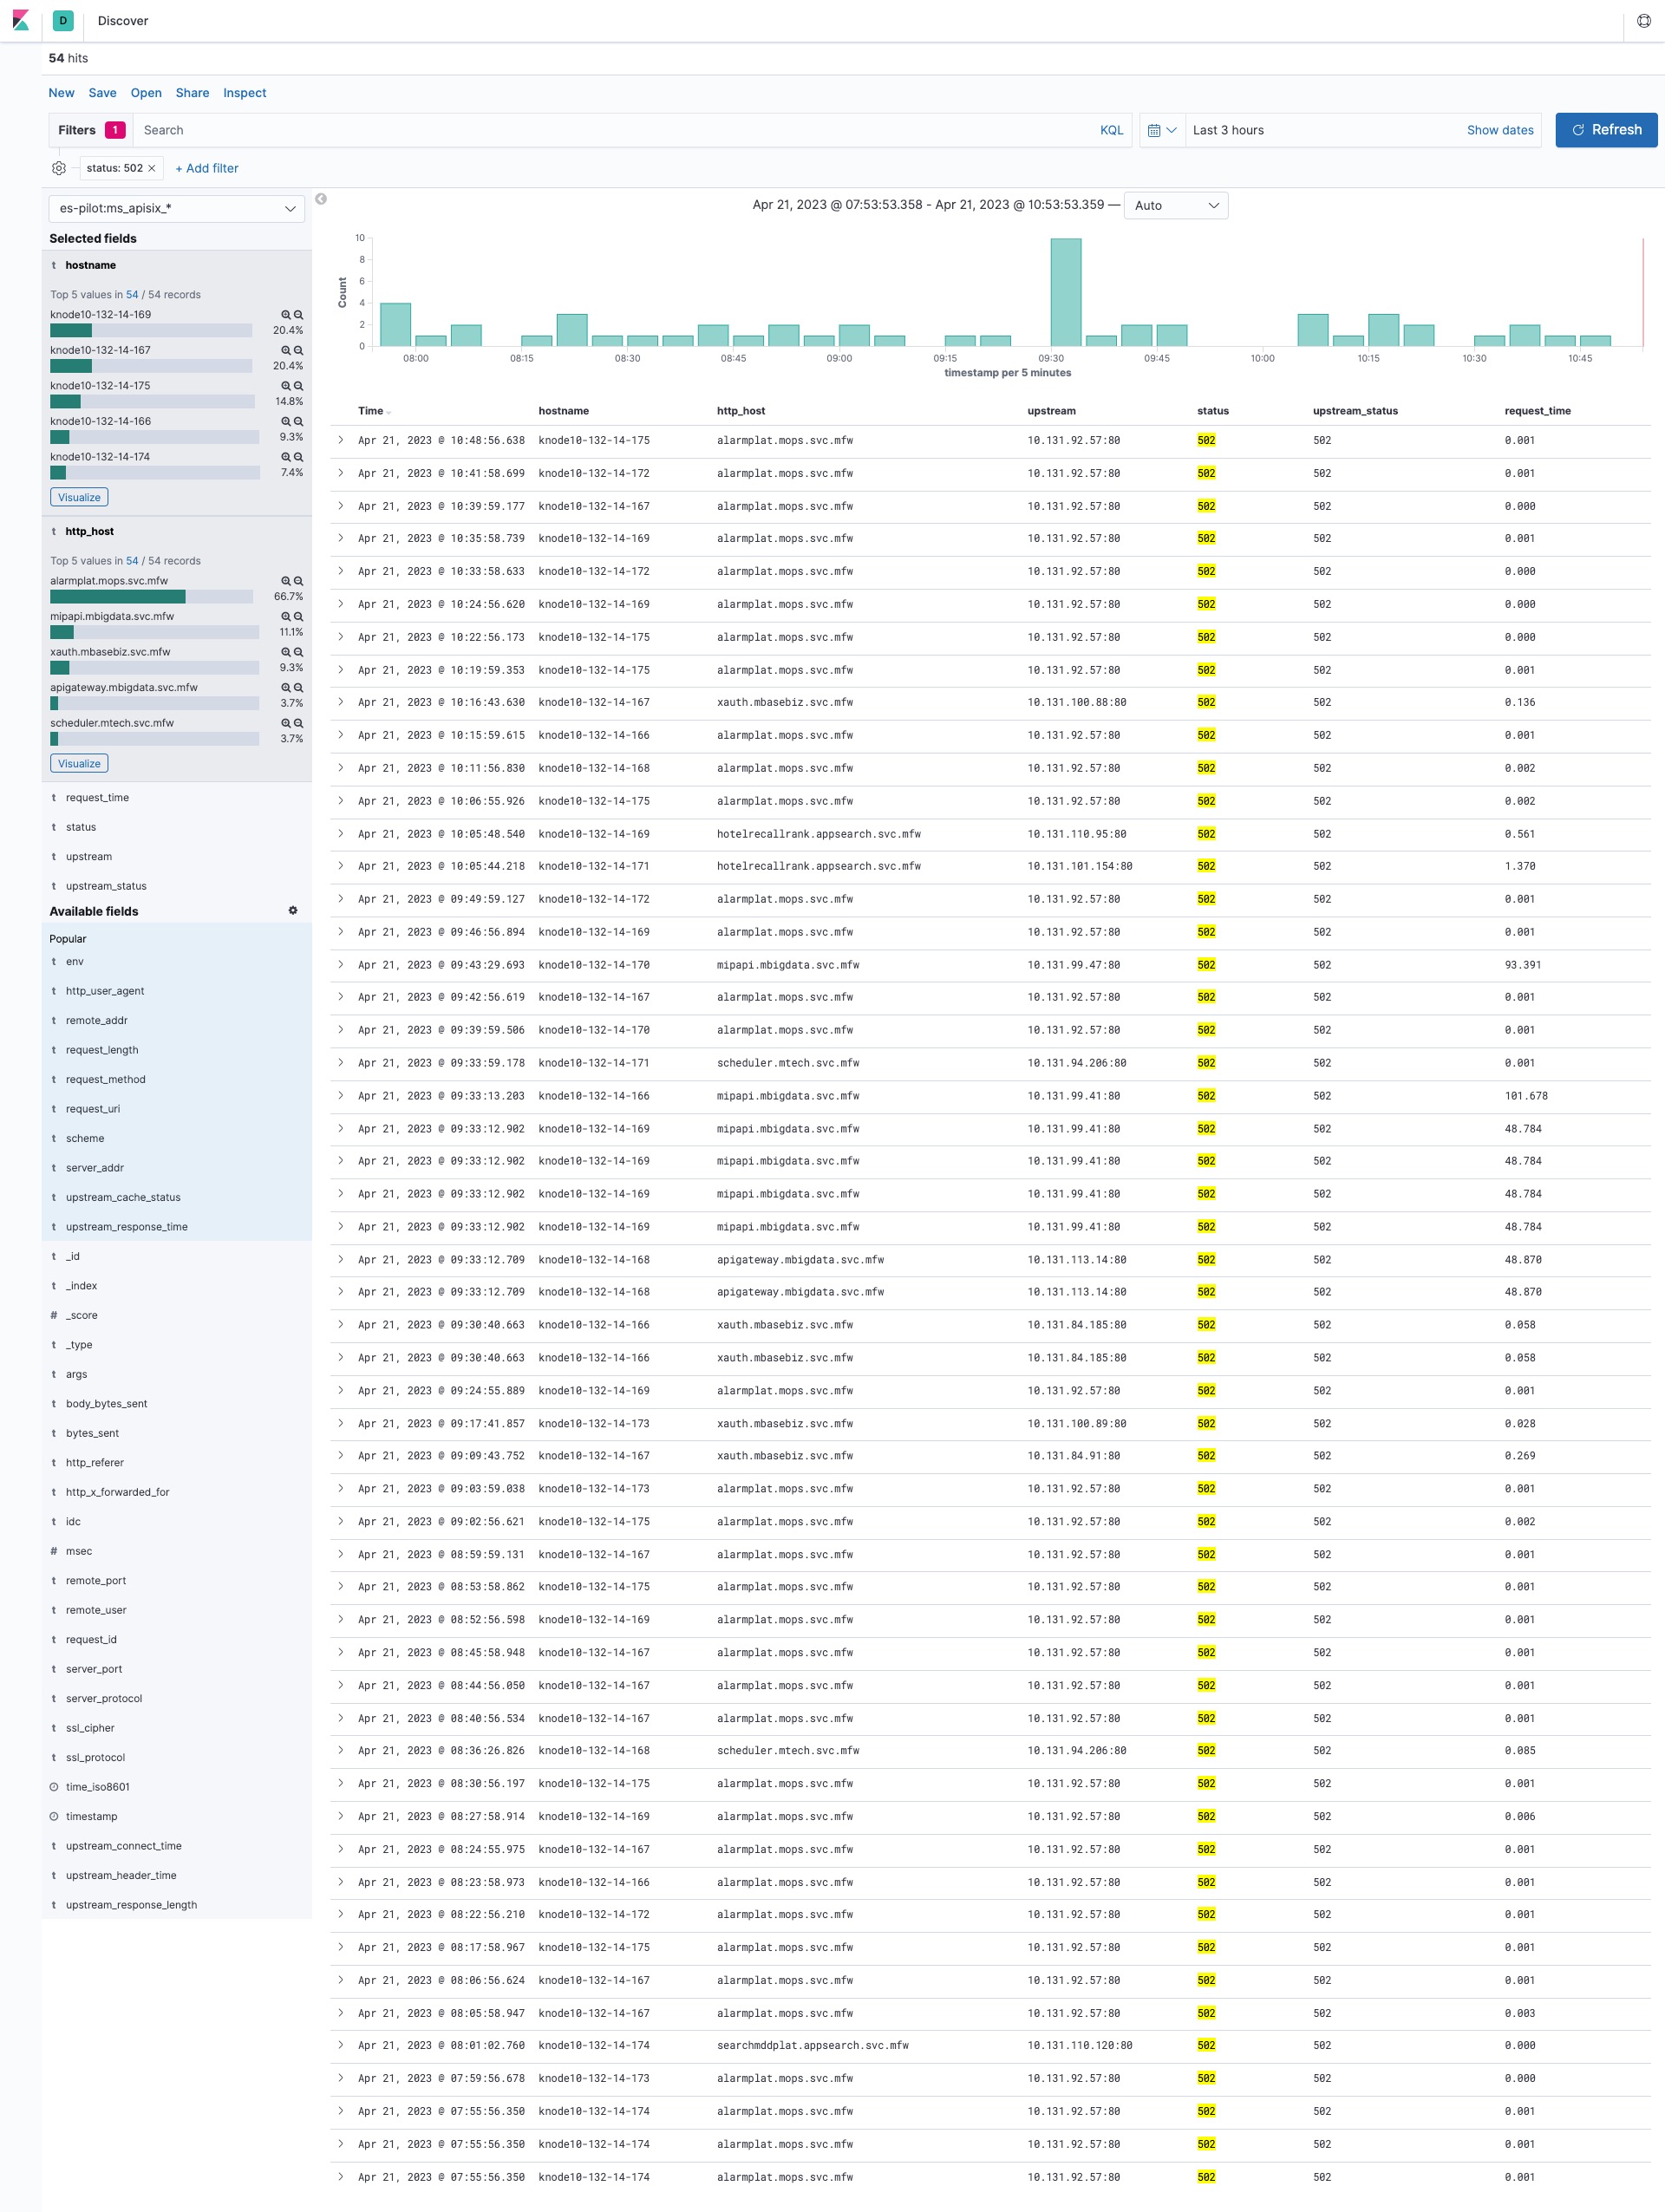 D Discover
54 hits
New Save Open Share Inspect
Filters 1 Search KQL Last 3 hours Show dates Refresh
status: 502 + Add filter
es-pilot:ms_apisix_*
Selected fields
t hostname
Top 5 values in 54 / 54 records
knode10-132-14-169
20.4%
knode10-132-14-167
20.4%
knode10-132-14-175
14.8%
knode10-132-14-166
9.3%
knode10-132-14-174
7.4%
Visualize
t http_host
Top 5 values in 54 / 54 records
alarmplat.mops.svc.mfw
66.7%
mipapi.mbigdata.svc.mfw
11.1%
xauth.mbasebiz.svc.mfw
9.3%
apigateway.mbigdata.svc.mfw
3.7%
scheduler.mtech.svc.mfw
3.7%
Visualize
t request_time
t status
t upstream
t upstream_status
Available fields
Popular
t env
t http_user_agent
t remote_addr
t request_length
t request_method
t request_uri
t scheme
t server_addr
t upstream_cache_status
t upstream_response_time
t _id
t _index
# _score
t _type
t args
t body_bytes_sent
t bytes_sent
t http_referer
t http_x_forwarded_for
t idc
# msec
t remote_port
t remote_user
t request_id
t server_port
t server_protocol
t ssl_cipher
t ssl_protocol
time_iso8601
timestamp
t upstream_connect_time
t upstream_header_time
t upstream_response_length
Apr 21, 2023 @ 07:53:53.358 - Apr 21, 2023 @ 10:53:53.359 — Auto
10
8
6
4
2
0
Count
08:00 08:15 08:30 08:45 09:00 09:15 09:30 09:45 10:00 10:15 10:30 10:45
timestamp per 5 minutes
Time hostname http_host upstream status upstream_status request_time
Apr 21, 2023 @ 10:48:56.638 knode10-132-14-175 alarmplat.mops.svc.mfw 10.131.92.57:80 502 502 0.001
Apr 21, 2023 @ 10:41:58.699 knode10-132-14-172 alarmplat.mops.svc.mfw 10.131.92.57:80 502 502 0.001
Apr 21, 2023 @ 10:39:59.177 knode10-132-14-167 alarmplat.mops.svc.mfw 10.131.92.57:80 502 502 0.000
Apr 21, 2023 @ 10:35:58.739 knode10-132-14-169 alarmplat.mops.svc.mfw 10.131.92.57:80 502 502 0.001
Apr 21, 2023 @ 10:33:58.633 knode10-132-14-172 alarmplat.mops.svc.mfw 10.131.92.57:80 502 502 0.000
Apr 21, 2023 @ 10:24:56.620 knode10-132-14-169 alarmplat.mops.svc.mfw 10.131.92.57:80 502 502 0.000
Apr 21, 2023 @ 10:22:56.173 knode10-132-14-175 alarmplat.mops.svc.mfw 10.131.92.57:80 502 502 0.000
Apr 21, 2023 @ 10:19:59.353 knode10-132-14-175 alarmplat.mops.svc.mfw 10.131.92.57:80 502 502 0.001
Apr 21, 2023 @ 10:16:43.630 knode10-132-14-167 xauth.mbasebiz.svc.mfw 10.131.100.88:80 502 502 0.136
Apr 21, 2023 @ 10:15:59.615 knode10-132-14-166 alarmplat.mops.svc.mfw 10.131.92.57:80 502 502 0.001
Apr 21, 2023 @ 10:11:56.830 knode10-132-14-168 alarmplat.mops.svc.mfw 10.131.92.57:80 502 502 0.002
Apr 21, 2023 @ 10:06:55.926 knode10-132-14-175 alarmplat.mops.svc.mfw 10.131.92.57:80 502 502 0.002
Apr 21, 2023 @ 10:05:48.540 knode10-132-14-169 hotelrecallrank.appsearch.svc.mfw 10.131.110.95:80 502 502 0.561
Apr 21, 2023 @ 10:05:44.218 knode10-132-14-171 hotelrecallrank.appsearch.svc.mfw 10.131.101.154:80 502 502 1.370
Apr 21, 2023 @ 09:49:59.127 knode10-132-14-172 alarmplat.mops.svc.mfw 10.131.92.57:80 502 502 0.001
Apr 21, 2023 @ 09:46:56.894 knode10-132-14-169 alarmplat.mops.svc.mfw 10.131.92.57:80 502 502 0.001
Apr 21, 2023 @ 09:43:29.693 knode10-132-14-170 mipapi.mbigdata.svc.mfw 10.131.99.47:80 502 502 93.391
Apr 21, 2023 @ 09:42:56.619 knode10-132-14-167 alarmplat.mops.svc.mfw 10.131.92.57:80 502 502 0.001
Apr 21, 2023 @ 09:39:59.506 knode10-132-14-170 alarmplat.mops.svc.mfw 10.131.92.57:80 502 502 0.001
Apr 21, 2023 @ 09:33:59.178 knode10-132-14-171 scheduler.mtech.svc.mfw 10.131.94.206:80 502 502 0.001
Apr 21, 2023 @ 09:33:13.203 knode10-132-14-166 mipapi.mbigdata.svc.mfw 10.131.99.41:80 502 502 101.678
Apr 21, 2023 @ 09:33:12.902 knode10-132-14-169 mipapi.mbigdata.svc.mfw 10.131.99.41:80 502 502 48.784
Apr 21, 2023 @ 09:33:12.902 knode10-132-14-169 mipapi.mbigdata.svc.mfw 10.131.99.41:80 502 502 48.784
Apr 21, 2023 @ 09:33:12.902 knode10-132-14-169 mipapi.mbigdata.svc.mfw 10.131.99.41:80 502 502 48.784
Apr 21, 2023 @ 09:33:12.902 knode10-132-14-169 mipapi.mbigdata.svc.mfw 10.131.99.41:80 502 502 48.784
Apr 21, 2023 @ 09:33:12.709 knode10-132-14-168 apigateway.mbigdata.svc.mfw 10.131.113.14:80 502 502 48.870
Apr 21, 2023 @ 09:33:12.709 knode10-132-14-168 apigateway.mbigdata.svc.mfw 10.131.113.14:80 502 502 48.870
Apr 21, 2023 @ 09:30:40.663 knode10-132-14-166 xauth.mbasebiz.svc.mfw 10.131.84.185:80 502 502 0.058
Apr 21, 2023 @ 09:30:40.663 knode10-132-14-166 xauth.mbasebiz.svc.mfw 10.131.84.185:80 502 502 0.058
Apr 21, 2023 @ 09:24:55.889 knode10-132-14-169 alarmplat.mops.svc.mfw 10.131.92.57:80 502 502 0.001
Apr 21, 2023 @ 09:17:41.857 knode10-132-14-173 xauth.mbasebiz.svc.mfw 10.131.100.89:80 502 502 0.028
Apr 21, 2023 @ 09:09:43.752 knode10-132-14-167 xauth.mbasebiz.svc.mfw 10.131.84.91:80 502 502 0.269
Apr 21, 2023 @ 09:03:59.038 knode10-132-14-173 alarmplat.mops.svc.mfw 10.131.92.57:80 502 502 0.001
Apr 21, 2023 @ 09:02:56.621 knode10-132-14-175 alarmplat.mops.svc.mfw 10.131.92.57:80 502 502 0.002
Apr 21, 2023 @ 08:59:59.131 knode10-132-14-167 alarmplat.mops.svc.mfw 10.131.92.57:80 502 502 0.001
Apr 21, 2023 @ 08:53:58.862 knode10-132-14-175 alarmplat.mops.svc.mfw 10.131.92.57:80 502 502 0.001
Apr 21, 2023 @ 08:52:56.598 knode10-132-14-169 alarmplat.mops.svc.mfw 10.131.92.57:80 502 502 0.001
Apr 21, 2023 @ 08:45:58.948 knode10-132-14-167 alarmplat.mops.svc.mfw 10.131.92.57:80 502 502 0.001
Apr 21, 2023 @ 08:44:56.050 knode10-132-14-167 alarmplat.mops.svc.mfw 10.131.92.57:80 502 502 0.001
Apr 21, 2023 @ 08:40:56.534 knode10-132-14-167 alarmplat.mops.svc.mfw 10.131.92.57:80 502 502 0.001
Apr 21, 2023 @ 08:36:26.826 knode10-132-14-168 scheduler.mtech.svc.mfw 10.131.94.206:80 502 502 0.085
Apr 21, 2023 @ 08:30:56.197 knode10-132-14-175 alarmplat.mops.svc.mfw 10.131.92.57:80 502 502 0.001
Apr 21, 2023 @ 08:27:58.914 knode10-132-14-169 alarmplat.mops.svc.mfw 10.131.92.57:80 502 502 0.006
Apr 21, 2023 @ 08:24:55.975 knode10-132-14-167 alarmplat.mops.svc.mfw 10.131.92.57:80 502 502 0.001
Apr 21, 2023 @ 08:23:58.973 knode10-132-14-166 alarmplat.mops.svc.mfw 10.131.92.57:80 502 502 0.001
Apr 21, 2023 @ 08:22:56.210 knode10-132-14-172 alarmplat.mops.svc.mfw 10.131.92.57:80 502 502 0.001
Apr 21, 2023 @ 08:17:58.967 knode10-132-14-175 alarmplat.mops.svc.mfw 10.131.92.57:80 502 502 0.001
Apr 21, 2023 @ 08:06:56.624 knode10-132-14-167 alarmplat.mops.svc.mfw 10.131.92.57:80 502 502 0.001
Apr 21, 2023 @ 08:05:58.947 knode10-132-14-167 alarmplat.mops.svc.mfw 10.131.92.57:80 502 502 0.003
Apr 21, 2023 @ 08:01:02.760 knode10-132-14-174 searchmddplat.appsearch.svc.mfw 10.131.110.120:80 502 502 0.000
Apr 21, 2023 @ 07:59:56.678 knode10-132-14-173 alarmplat.mops.svc.mfw 10.131.92.57:80 502 502 0.000
Apr 21, 2023 @ 07:55:56.350 knode10-132-14-174 alarmplat.mops.svc.mfw 10.131.92.57:80 502 502 0.001
Apr 21, 2023 @ 07:55:56.350 knode10-132-14-174 alarmplat.mops.svc.mfw 10.131.92.57:80 502 502 0.001
Apr 21, 2023 @ 07:55:56.350 knode10-132-14-174 alarmplat.mops.svc.mfw 10.131.92.57:80 502 502 0.001